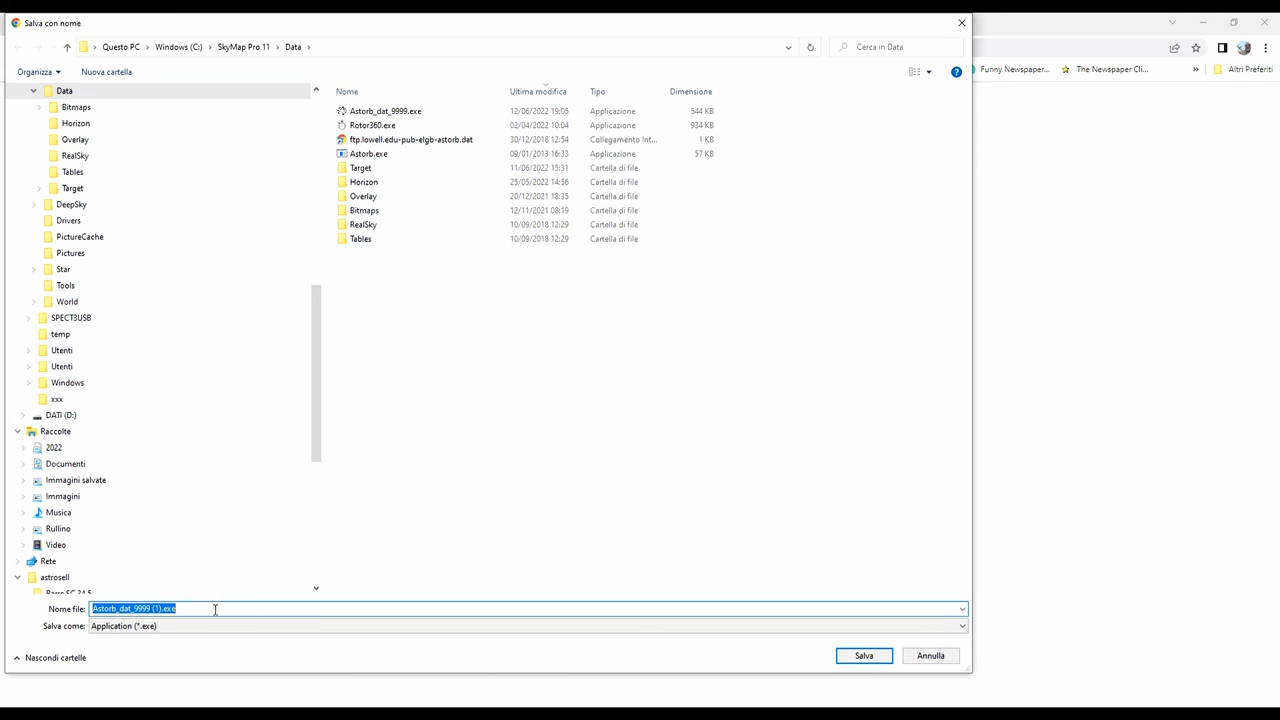 Salva con nome
Questo PC > Windows (C:) > SkyMap Pro 11 > Data >
Cerca in Data
Organizza
Nuova cartella
Funny Newspaper...
The Newspaper Cli...
»
Altri Preferiti
Data
Bitmaps
Horizon
Overlay
RealSky
Tables
Target
DeepSky
Drivers
PictureCache
Pictures
Star
Tools
World
SPECT3USB
temp
Utenti
Utenti
Windows
xxx
DATI (D:)
Raccolte
2022
Documenti
Immagini salvate
Immagini
Musica
Rullino
Video
Rete
astrosell
Nome Ultima modifica Tipo Dimensione
Astorb_dat_9999.exe 12/06/2022 19:05 Applicazione 544 KB
Rotor360.exe 02/04/2022 10:04 Applicazione 934 KB
ftp.lowell.edu-pub-elgb-astorb.dat 30/12/2018 12:54 Collegamento Int... 1 KB
Astorb.exe 09/01/2013 16:33 Applicazione 57 KB
Target 11/06/2022 15:31 Cartella di file
Horizon 25/05/2022 14:56 Cartella di file
Overlay 20/12/2021 18:35 Cartella di file
Bitmaps 12/11/2021 08:19 Cartella di file
RealSky 10/09/2018 12:29 Cartella di file
Tables 10/09/2018 12:29 Cartella di file
Nome file: Astorb_dat_9999 (1).exe
Salva come: Application (*.exe)
Nascondi cartelle
Salva
Annulla